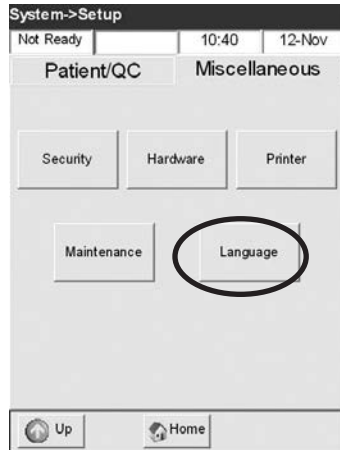 System->Setup
Not Ready 10:40 12-Nov
Patient/QC Miscellaneous
Security Hardware Printer
Maintenance Language
Up Home